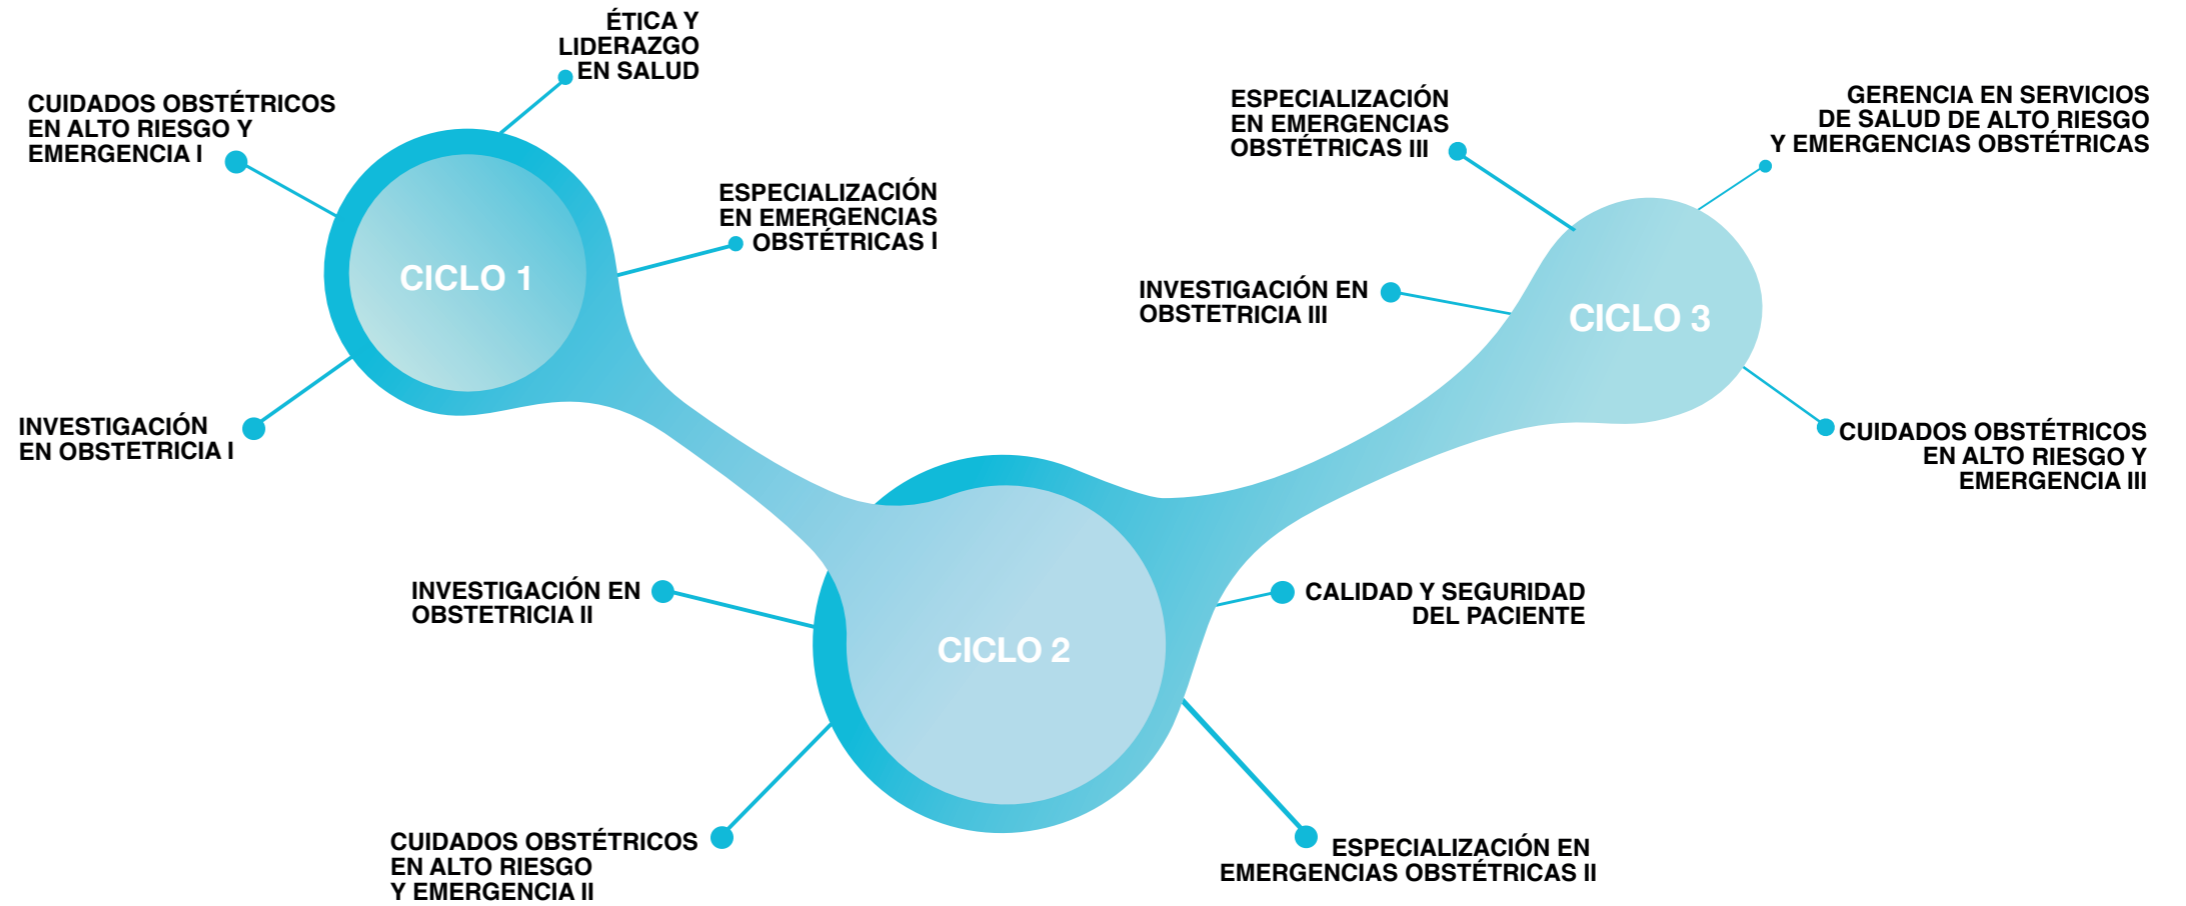 ÉTICA Y
LIDERAZGO
EN SALUD
CUIDADOS OBSTÉTRICOS
EN ALTO RIESGO Y
EMERGENCIA I
ESPECIALIZACIÓN
EN EMERGENCIAS
OBSTÉTRICAS I
CICLO 1
INVESTIGACIÓN
EN OBSTETRICIA I
INVESTIGACIÓN EN
OBSTETRICIA II
CICLO 2
CALIDAD Y SEGURIDAD
DEL PACIENTE
CUIDADOS OBSTÉTRICOS
EN ALTO RIESGO
Y EMERGENCIA II
ESPECIALIZACIÓN EN
EMERGENCIAS OBSTÉTRICAS II
ESPECIALIZACIÓN
EN EMERGENCIAS
OBSTÉTRICAS III
GERENCIA EN SERVICIOS
DE SALUD DE ALTO RIESGO
Y EMERGENCIAS OBSTÉTRICAS
INVESTIGACIÓN EN
OBSTETRICIA III
CICLO 3
CUIDADOS OBSTÉTRICOS
EN ALTO RIESGO Y
EMERGENCIA III